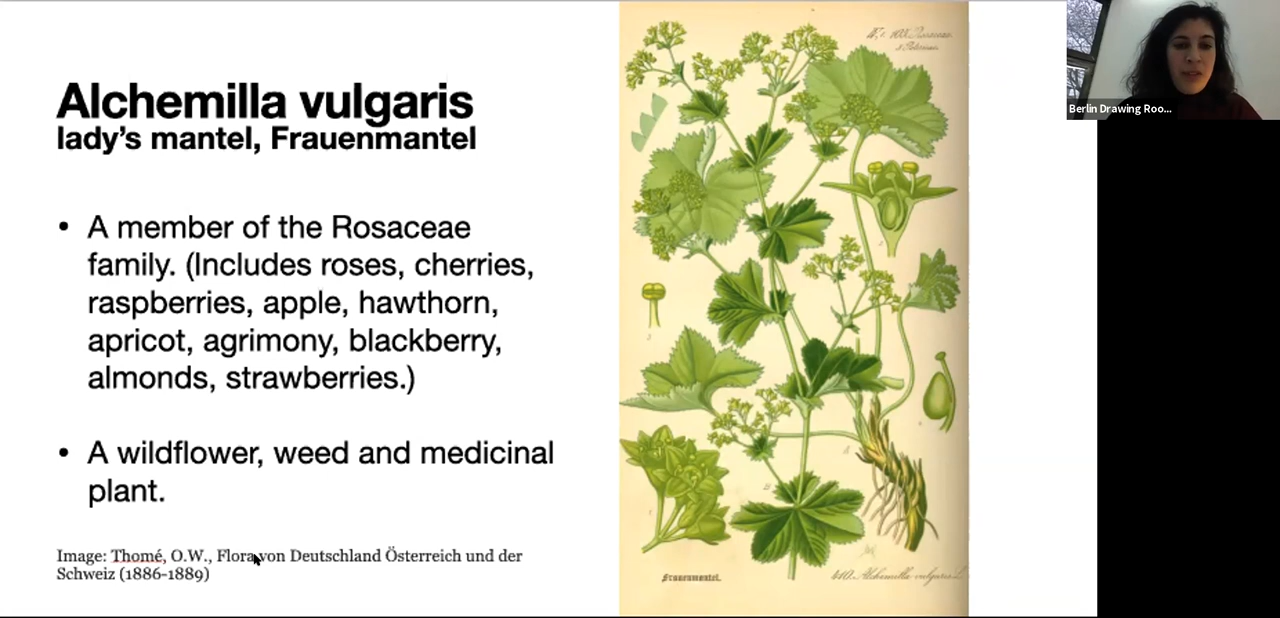 Alchemilla vulgaris
lady's mantel, Frauenmantel
• A member of the Rosaceae
family. (Includes roses, cherries,
raspberries, apple, hawthorn,
apricot, agrimony, blackberry,
almonds, strawberries.)
• A wildflower, weed and medicinal
plant.
Image: Thomé, O.W., Flora von Deutschland Österreich und der
Schweiz (1886-1889)
Frauenmantel.
Alchemilla vulgaris L.
Berlin Drawing Roo...